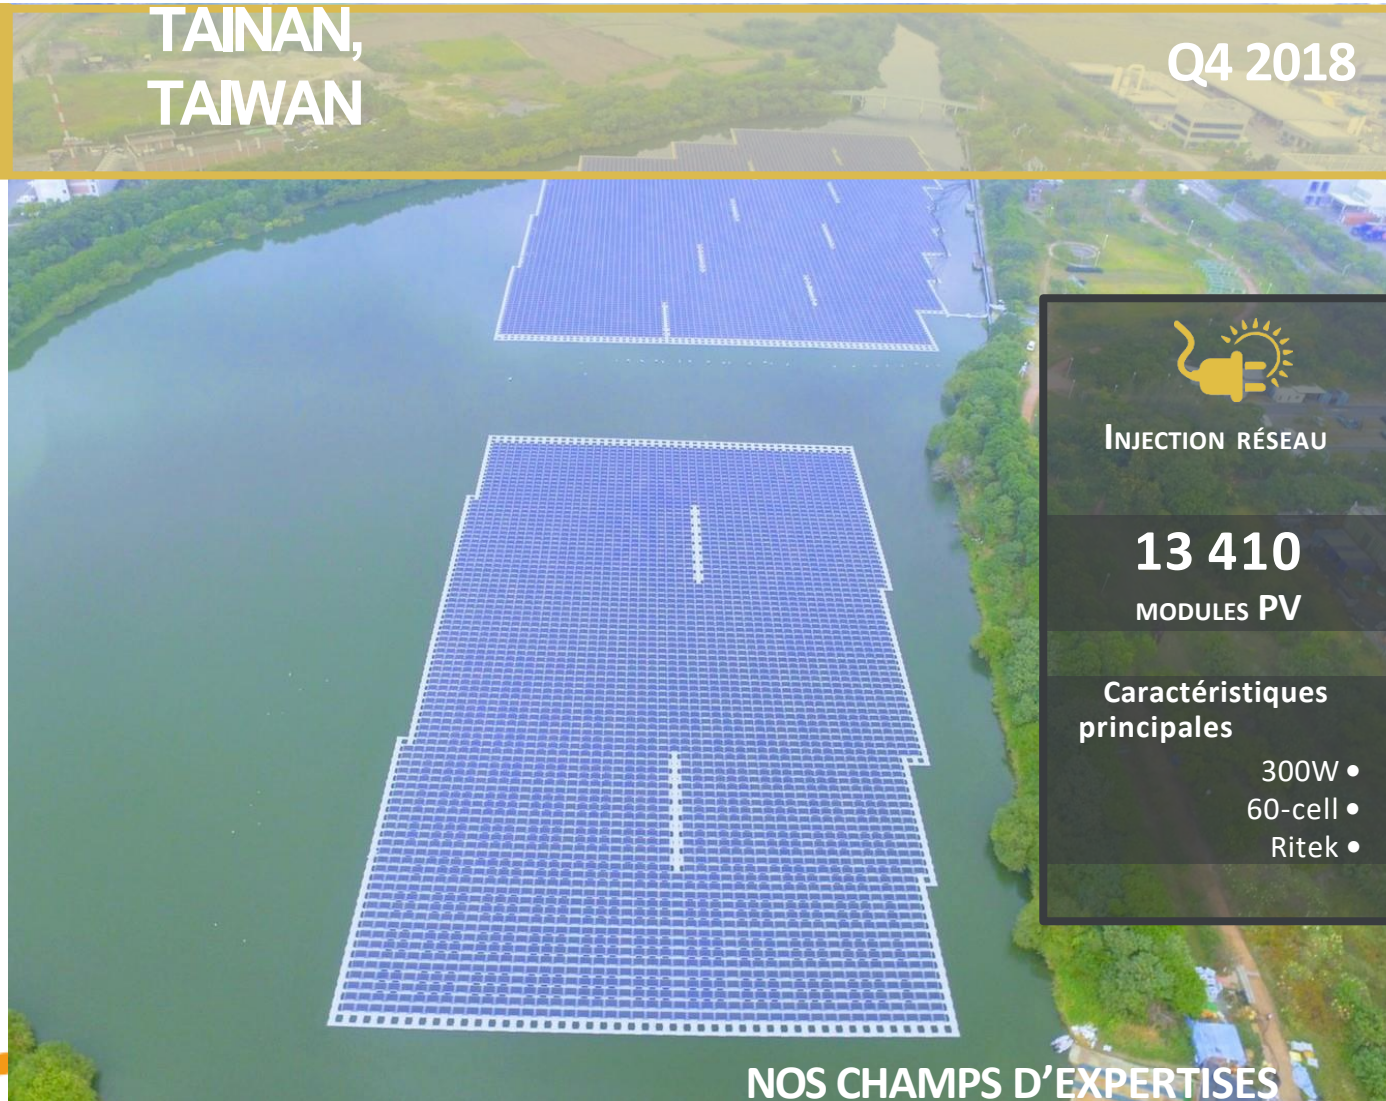 TAINAN,
TAIWAN
Q4 2018
INJECTION RÉSEAU
13 410
MODULES PV
Caractéristiques
principales
300W •
60-cell •
Ritek •
NOS CHAMPS D’EXPERTISES